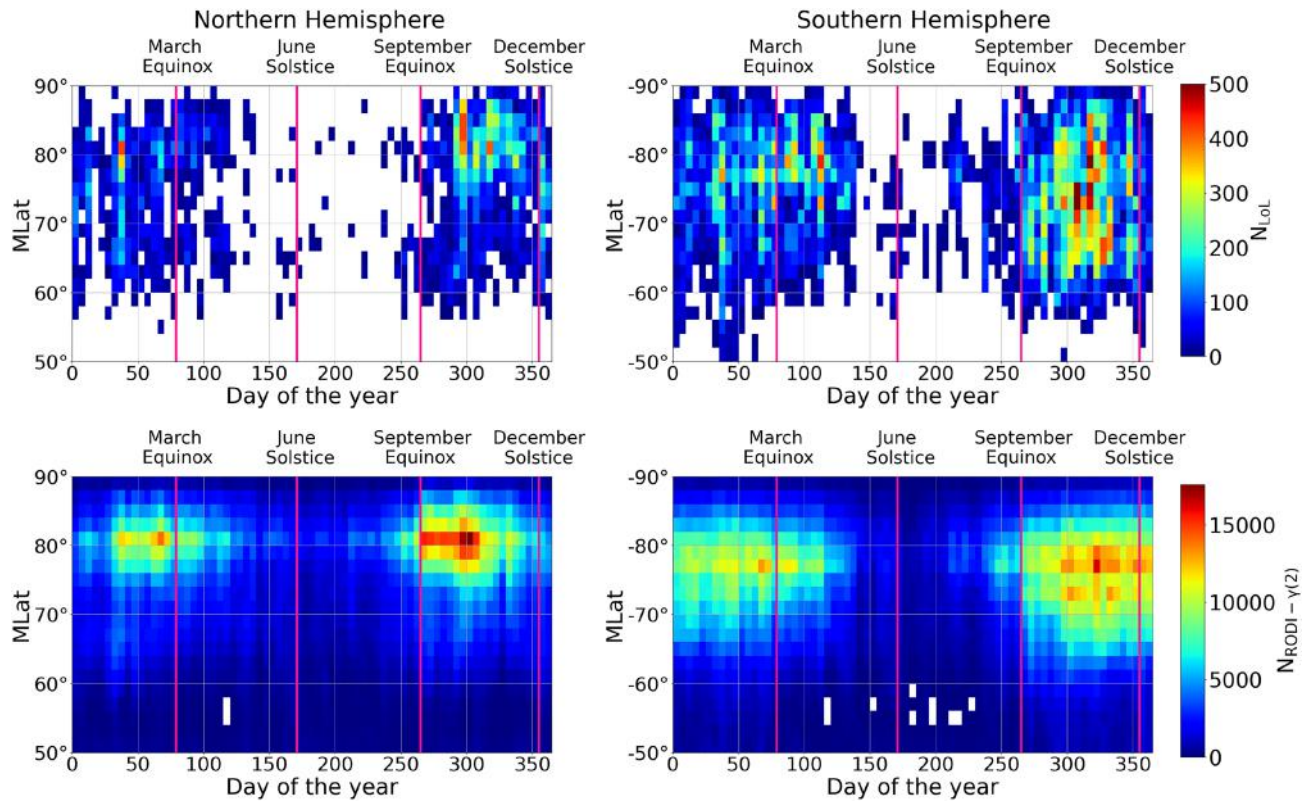 Northern Hemisphere
Southern Hemisphere
March Equinox
June Solstice
September Equinox
December Solstice
March Equinox
June Solstice
September Equinox
December Solstice
90°
80°
70°
60°
50°
MLat
0 50 100 150 200 250 300 350
Day of the year
-90°
-80°
-70°
-60°
-50°
MLat
0 50 100 150 200 250 300 350
Day of the year
500
400
300
200
100
0
N_LoL
March Equinox
June Solstice
September Equinox
December Solstice
March Equinox
June Solstice
September Equinox
December Solstice
90°
80°
70°
60°
50°
MLat
0 50 100 150 200 250 300 350
Day of the year
-90°
-80°
-70°
-60°
-50°
MLat
0 50 100 150 200 250 300 350
Day of the year
15000
10000
5000
0
N_RODI − γ(2)